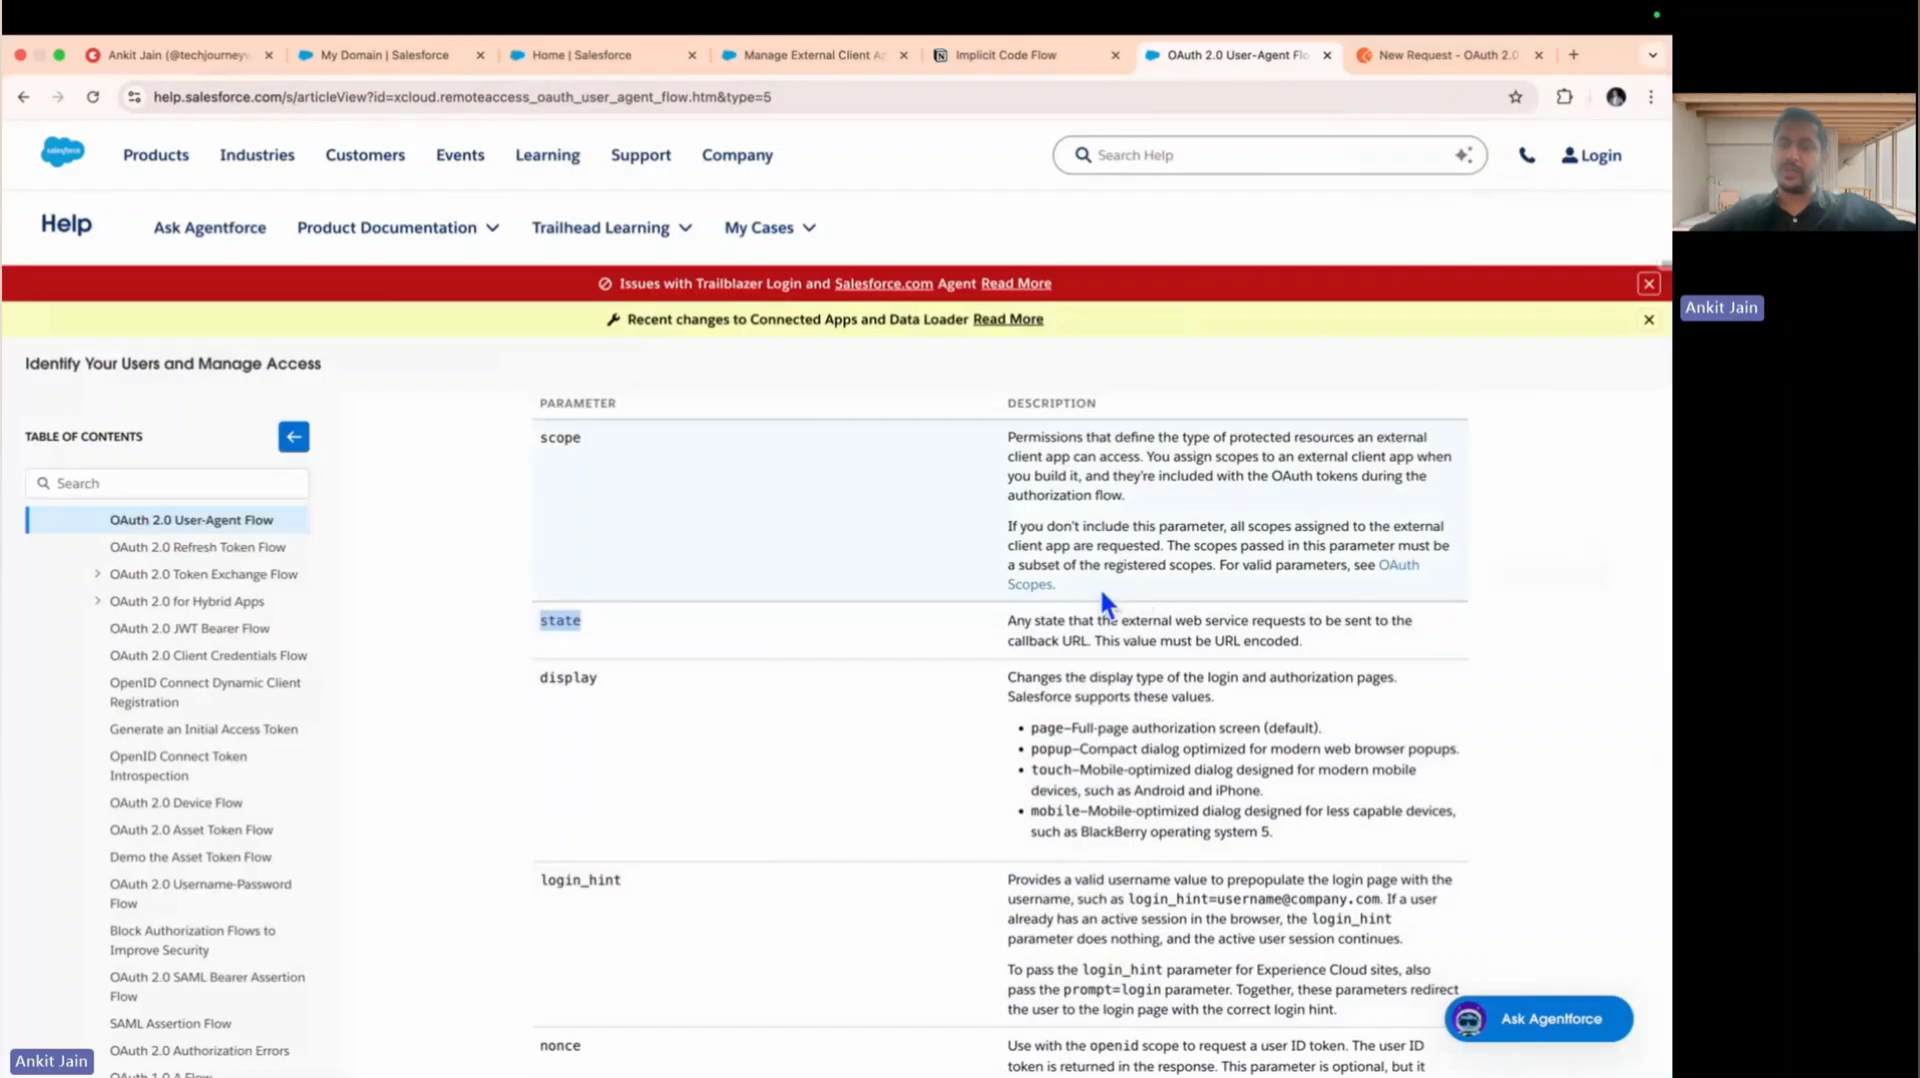 Ankit Jain (@techjourney
My Domain | Salesforce
Home | Salesforce
Manage External Client Ap
Implicit Code Flow
OAuth 2.0 User-Agent Flo
New Request - OAuth 2.0
help.salesforce.com/s/articleView?id=xcloud.remoteaccess_oauth_user_agent_flow.htm&type=5
salesforce
Products
Industries
Customers
Events
Learning
Support
Company
Search Help
Login
Help
Ask Agentforce
Product Documentation
Trailhead Learning
My Cases
Issues with Trailblazer Login and Salesforce.com Agent Read More
Recent changes to Connected Apps and Data Loader Read More
Ankit Jain
Identify Your Users and Manage Access
TABLE OF CONTENTS
Search
OAuth 2.0 User-Agent Flow
OAuth 2.0 Refresh Token Flow
OAuth 2.0 Token Exchange Flow
OAuth 2.0 for Hybrid Apps
OAuth 2.0 JWT Bearer Flow
OAuth 2.0 Client Credentials Flow
OpenID Connect Dynamic Client
Registration
Generate an Initial Access Token
OpenID Connect Token
Introspection
OAuth 2.0 Device Flow
OAuth 2.0 Asset Token Flow
Demo the Asset Token Flow
OAuth 2.0 Username-Password
Flow
Block Authorization Flows to
Improve Security
OAuth 2.0 SAML Bearer Assertion
Flow
SAML Assertion Flow
OAuth 2.0 Authorization Errors
OAuth 1.0.A Flow
PARAMETER
DESCRIPTION
scope
Permissions that define the type of protected resources an external
client app can access. You assign scopes to an external client app when
you build it, and they're included with the OAuth tokens during the
authorization flow.
If you don't include this parameter, all scopes assigned to the external
client app are requested. The scopes passed in this parameter must be
a subset of the registered scopes. For valid parameters, see OAuth
Scopes.
state
Any state that the external web service requests to be sent to the
callback URL. This value must be URL encoded.
display
Changes the display type of the login and authorization pages.
Salesforce supports these values.
• page—Full-page authorization screen (default).
• popup—Compact dialog optimized for modern web browser popups.
• touch—Mobile-optimized dialog designed for modern mobile
devices, such as Android and iPhone.
• mobile—Mobile-optimized dialog designed for less capable devices,
such as BlackBerry operating system 5.
login_hint
Provides a valid username value to prepopulate the login page with the
username, such as login_hint=username@company.com. If a user
already has an active session in the browser, the login_hint
parameter does nothing, and the active user session continues.
To pass the login_hint parameter for Experience Cloud sites, also
pass the prompt=login parameter. Together, these parameters redirect
the user to the login page with the correct login hint.
nonce
Use with the openid scope to request a user ID token. The user ID
token is returned in the response. This parameter is optional, but it
Ask Agentforce
Ankit Jain